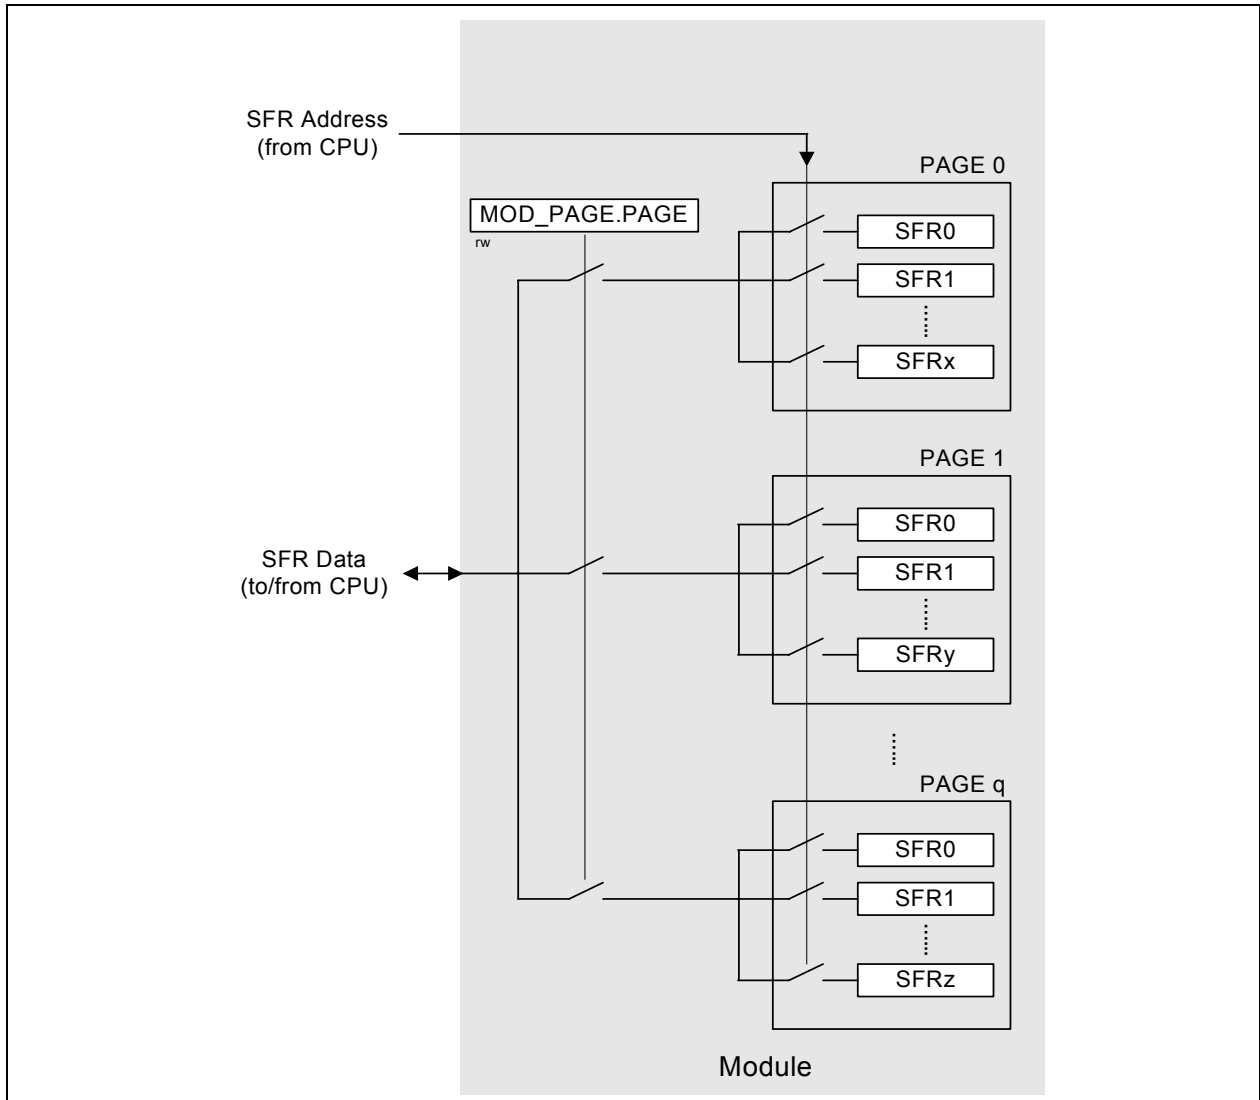 SFR Address
(from CPU)
PAGE 0
MOD_PAGE.PAGE
rw
SFR0
SFR1
SFRx
PAGE 1
SFR0
SFR1
SFRy
SFR Data
(to/from CPU)
PAGE q
SFR0
SFR1
SFRz
Module